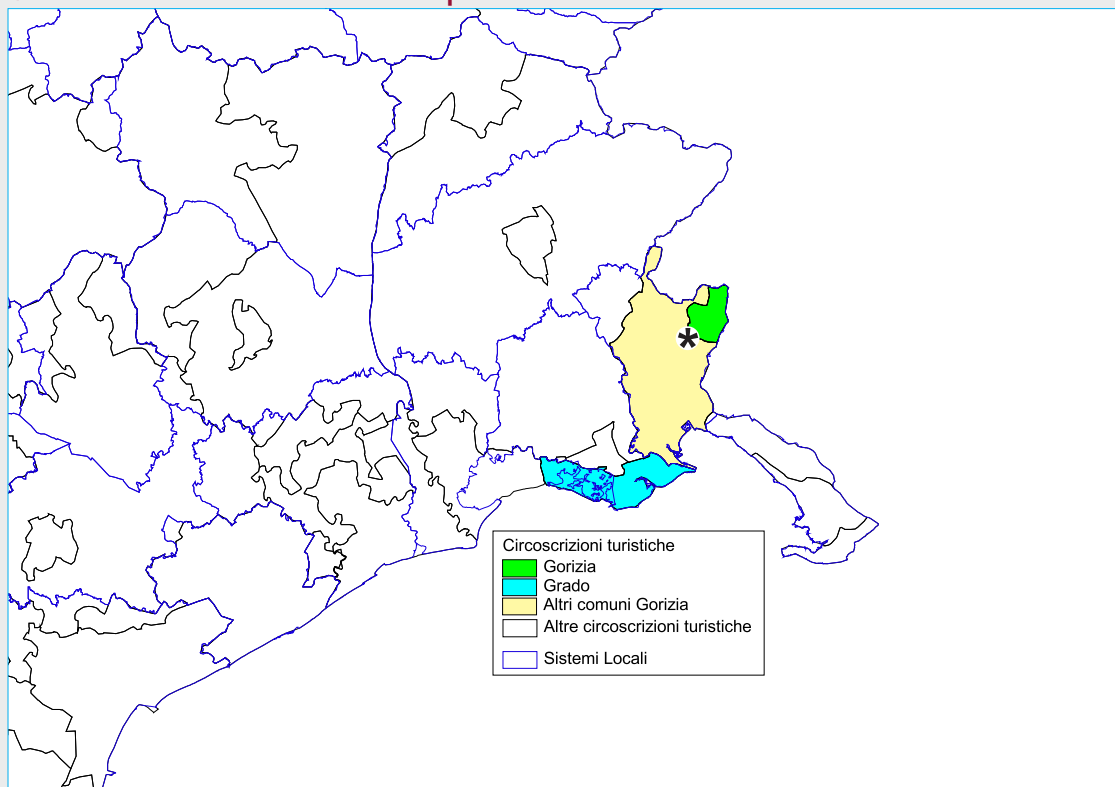 Circoscrizioni turistiche
Gorizia
Grado
Altri comuni Gorizia
Altre circoscrizioni turistiche
Sistemi Locali